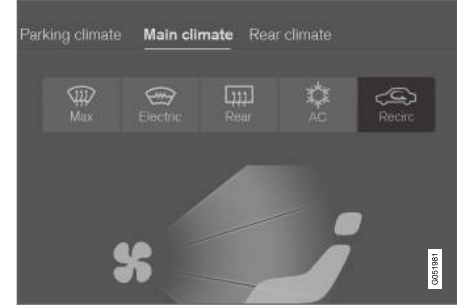 Parking climate Main climate Rear climate
Max Electric Rear AC Recirc
G051981